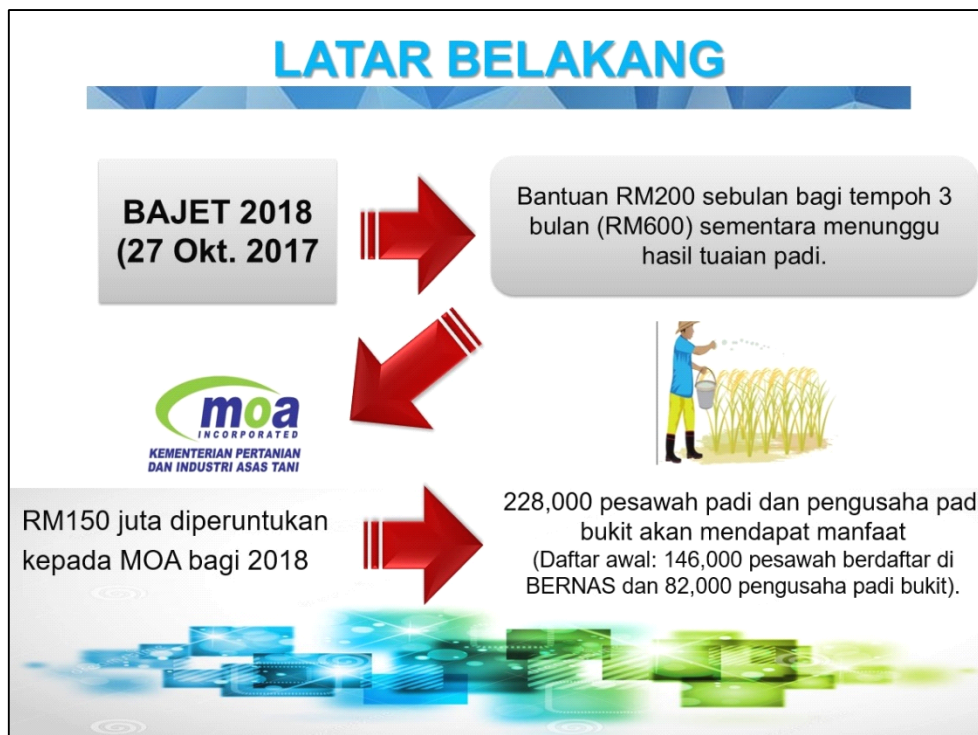 LATAR BELAKANG
BAJET 2018
(27 Okt. 2017
Bantuan RM200 sebulan bagi tempoh 3
bulan (RM600) sementara menunggu
hasil tuaian padi.
moa
INCORPORATED
KEMENTERIAN PERTANIAN
DAN INDUSTRI ASAS TANI
RM150 juta diperuntukan
kepada MOA bagi 2018
228,000 pesawah padi dan pengusaha pad
bukit akan mendapat manfaat
(Daftar awal: 146,000 pesawah berdaftar di
BERNAS dan 82,000 pengusaha padi bukit).